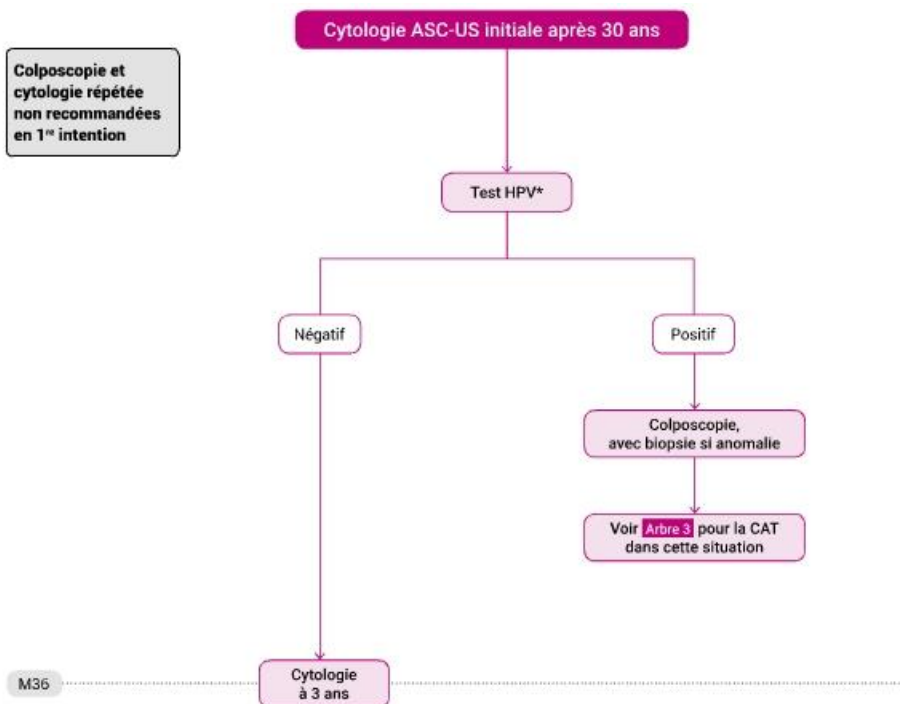 Cytologie ASC-US initiale après 30 ans
Colposcopie et
cytologie répétée
non recommandées
en 1re intention
Test HPV*
Négatif
Positif
Colposcopie,
avec biopsie si anomalie
Voir Arbre 3 pour la CAT
dans cette situation
M36
Cytologie
à 3 ans